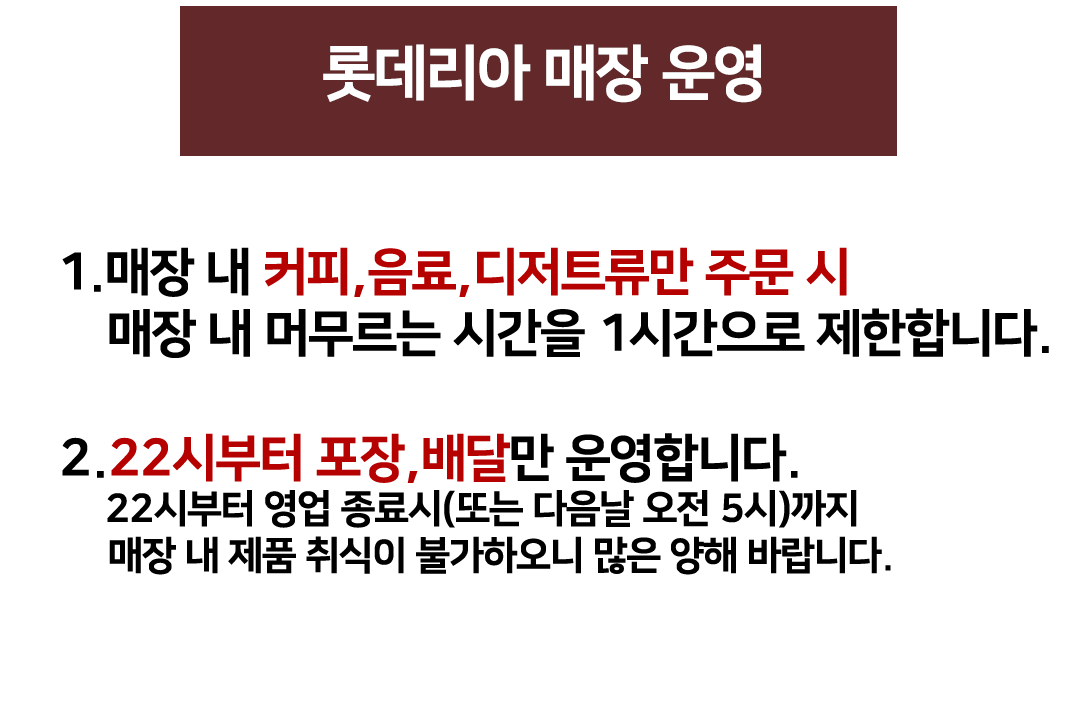 롯데리아 매장 운영
1.매장 내 커피,음료,디저트류만 주문 시
매장 내 머무르는 시간을 1시간으로 제한합니다.
2.22시부터 포장,배달만 운영합니다.
22시부터 영업 종료시(또는 다음날 오전 5시)까지
매장 내 제품 취식이 불가하오니 많은 양해 바랍니다.